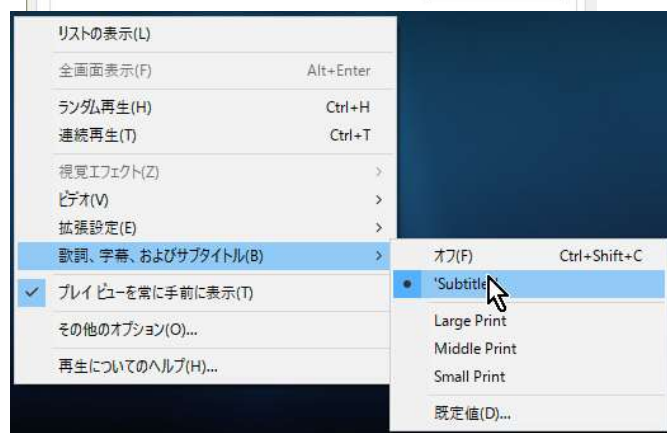 リストの表示(L)
全画面表示(F) Alt+Enter
ランダム再生(H) Ctrl+H
連続再生(T) Ctrl+T
視覚エフェクト(Z)
ビデオ(V)
拡張設定(E)
歌詞、字幕、およびサブタイトル(B)
プレイ ビューを常に手前に表示(T)
その他のオプション(O)...
再生についてのヘルプ(H)...
オフ(F) Ctrl+Shift+C
Large Print
Middle Print
Small Print
既定値(D)...